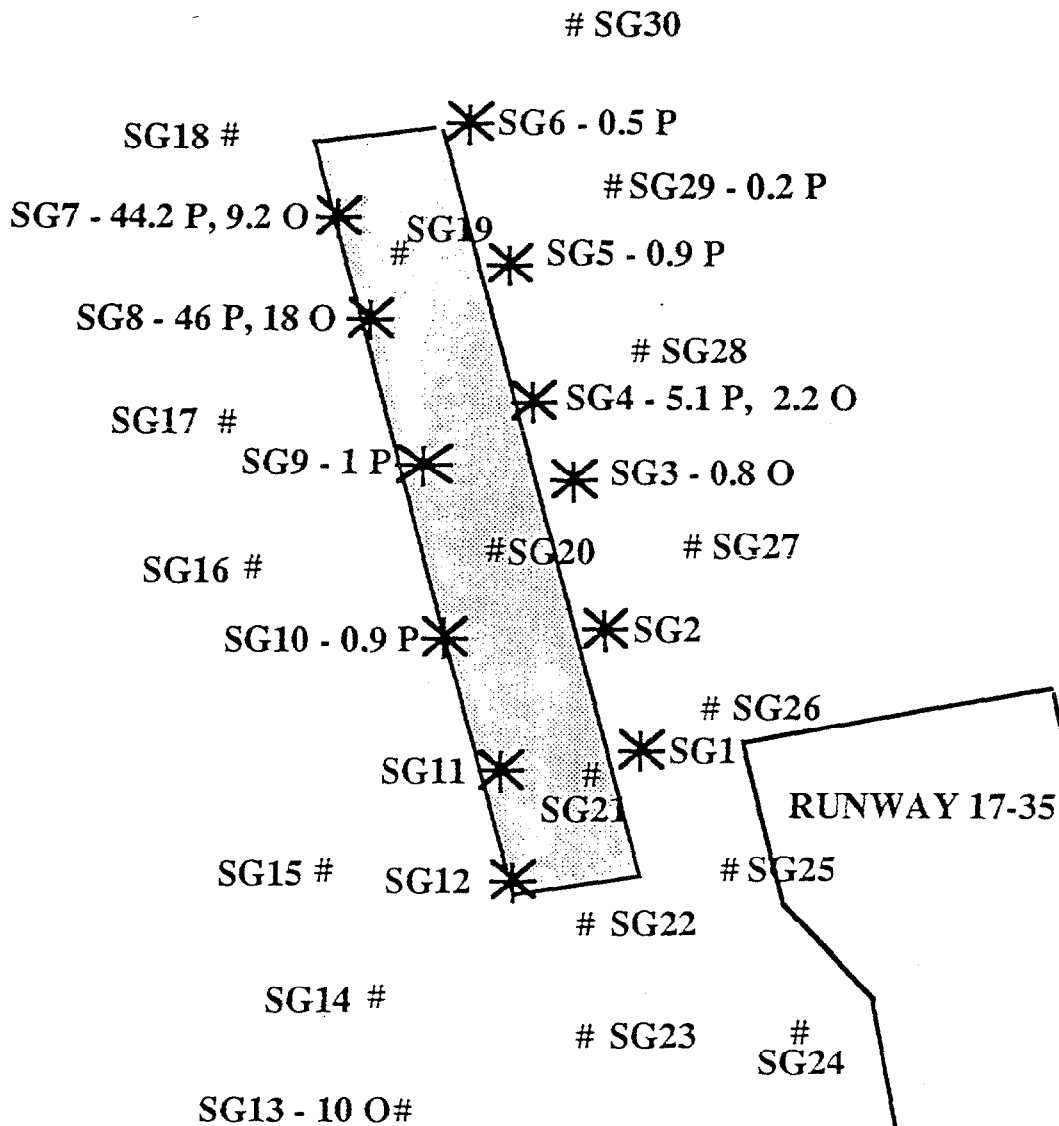 # SG30
SG18 #
SG6 - 0.5 P
#SG29 - 0.2 P
SG7 - 44.2 P, 9.2 O
#SG19
SG5 - 0.9 P
SG8 - 46 P, 18 O
# SG28
SG4 - 5.1 P, 2.2 O
SG17 #
SG9 - 1 P
SG3 - 0.8 O
#SG20
# SG27
SG16 #
SG10 - 0.9 P
SG2
# SG26
SG1
SG11
#
SG21
RUNWAY 17-35
SG15 #
SG12
#SG25
# SG22
SG14 #
# SG23
#
SG24
SG13 - 10 O#